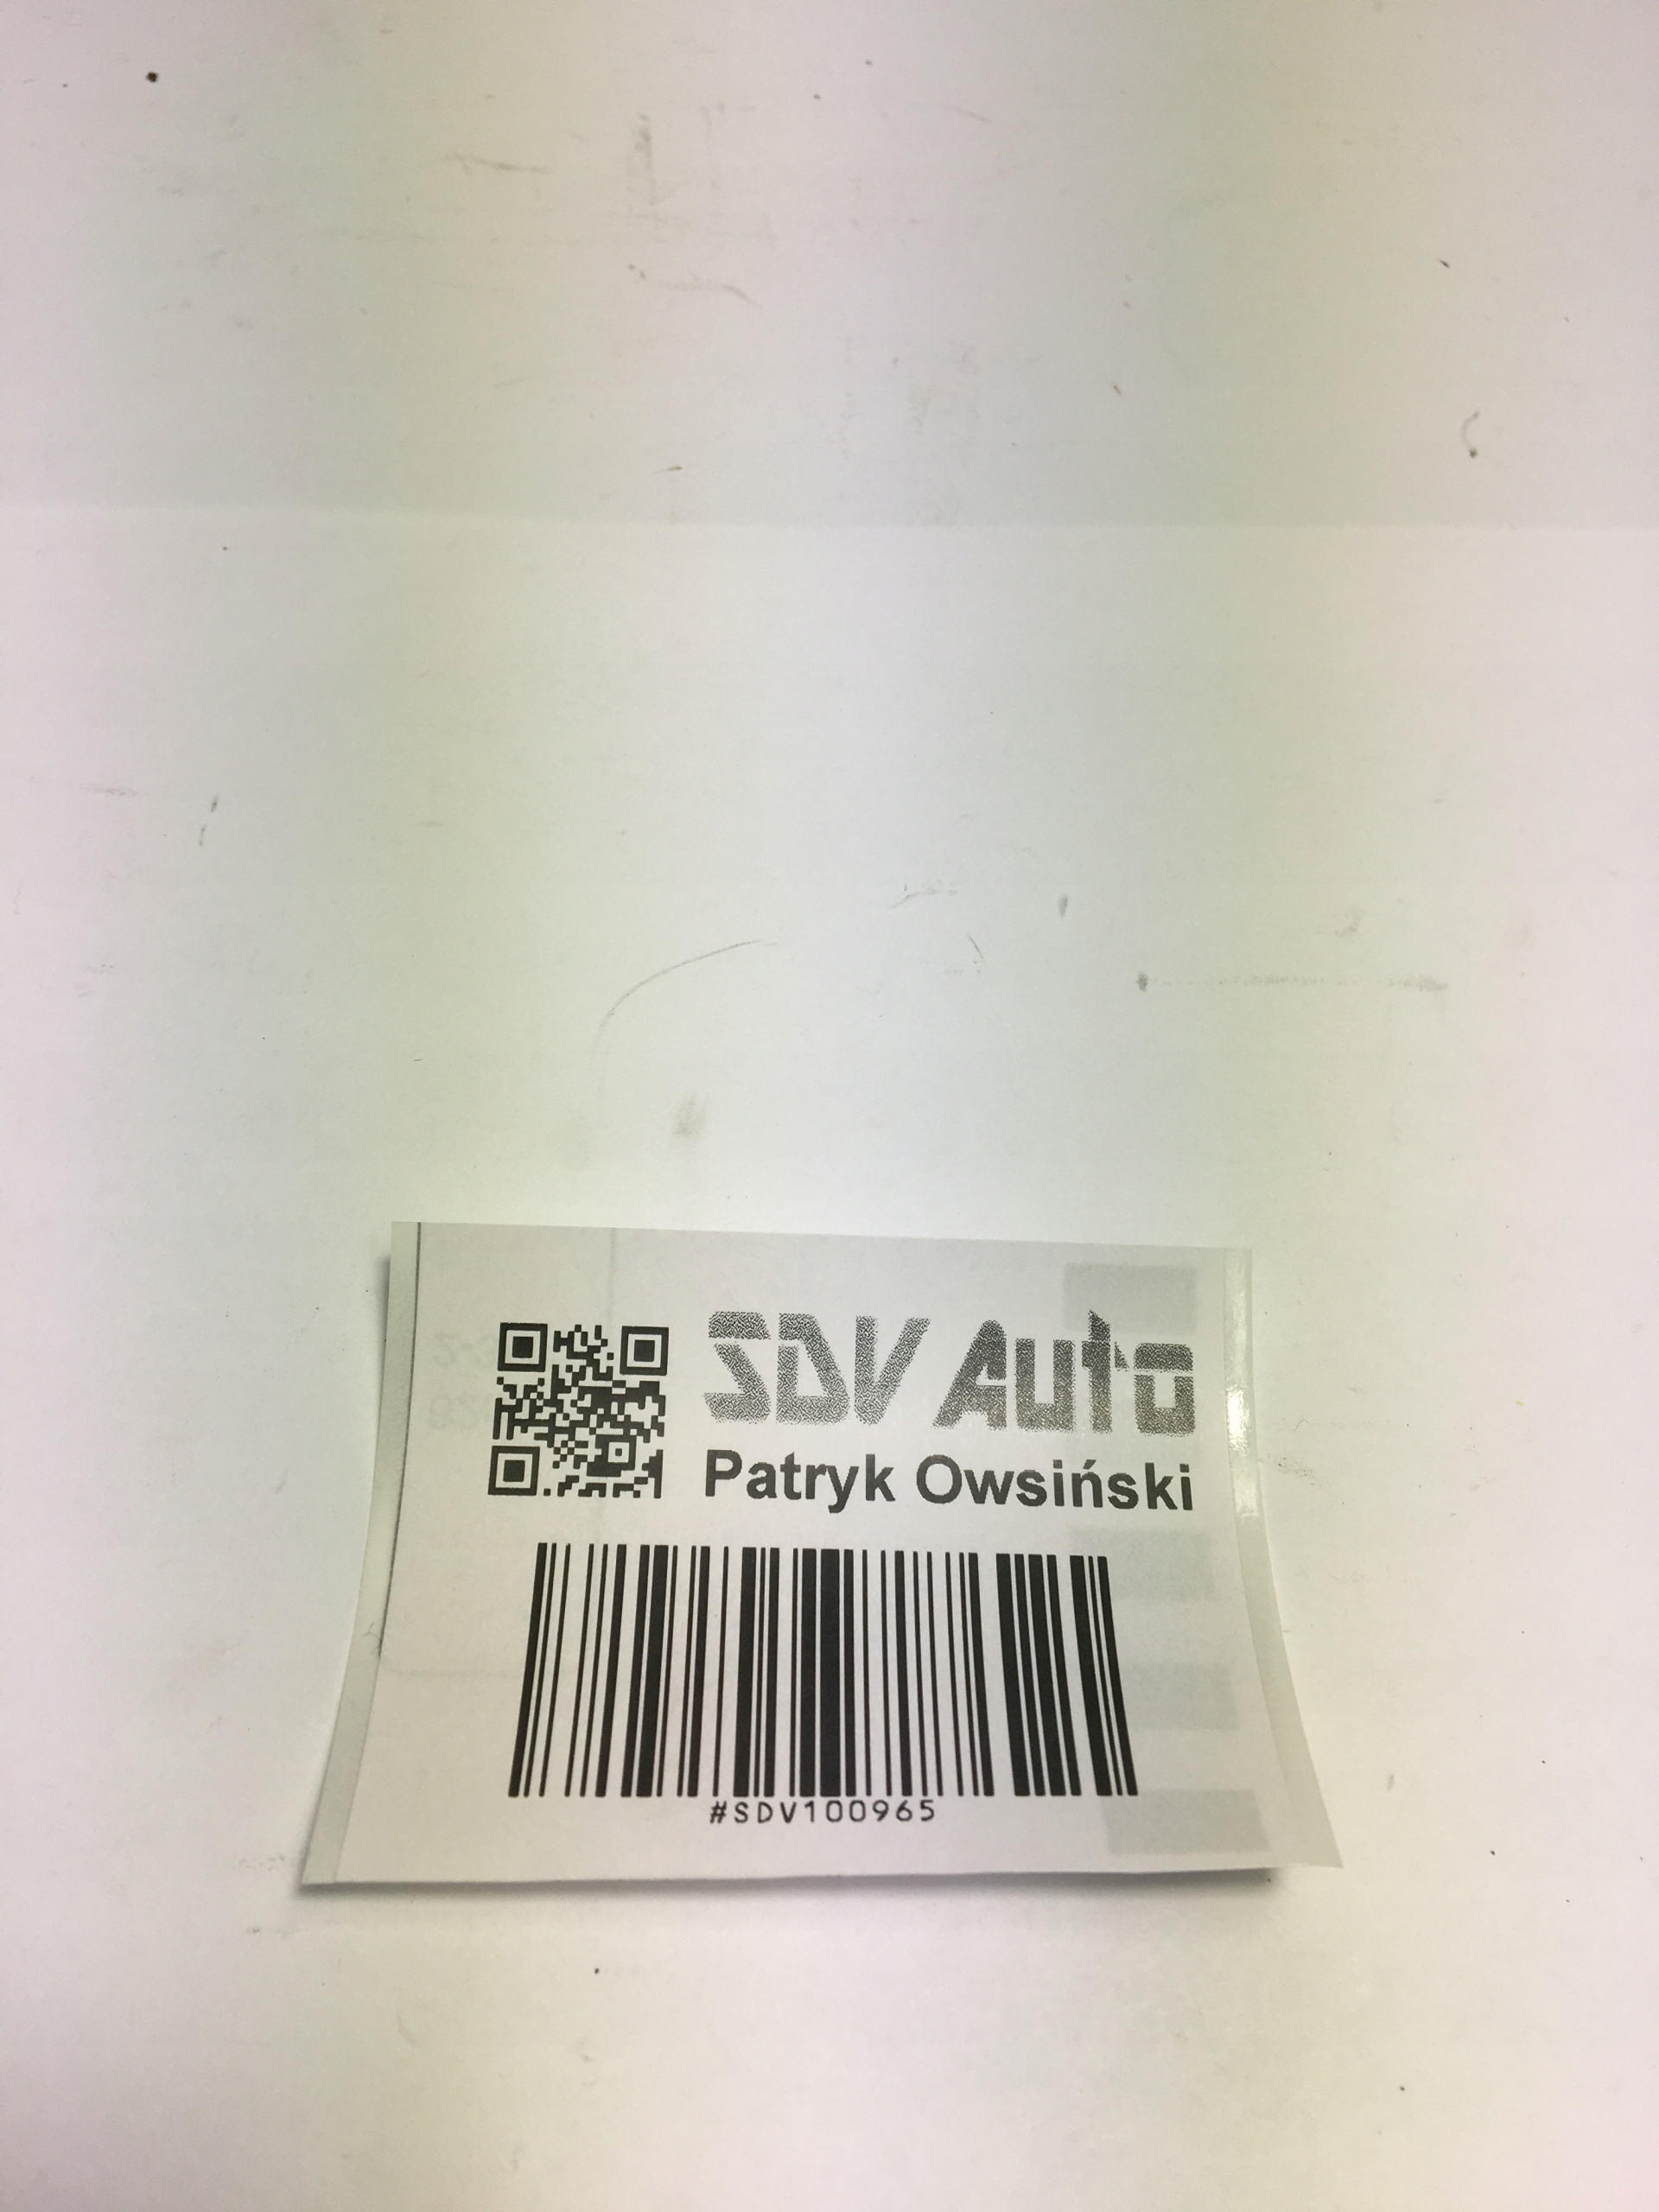 SDV Auto
Patryk Owsiński
#SDV100965